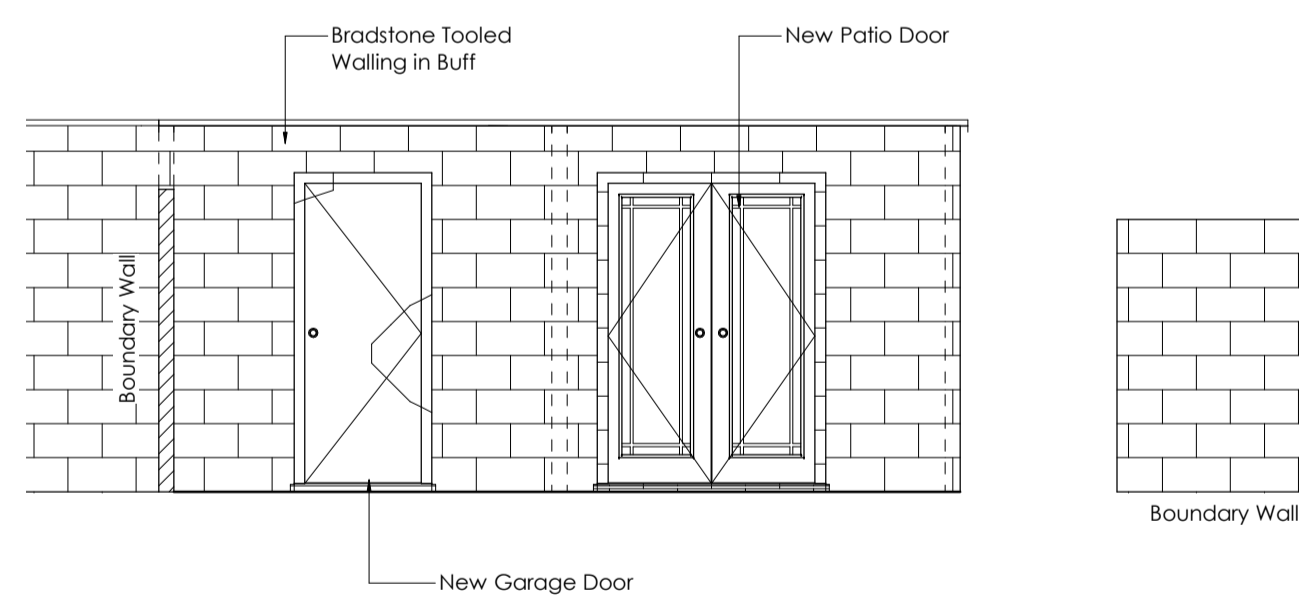 Bradstone Tooled
Walling in Buff
New Patio Door
Boundary Wall
Boundary Wall
New Garage Door